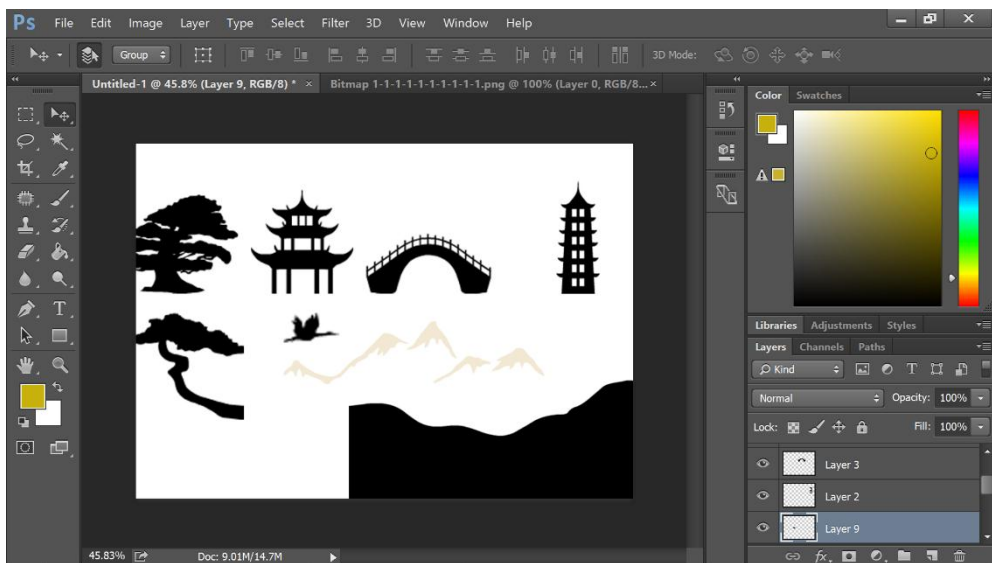 Ps File Edit Image Layer Type Select Filter 3D View Window Help
Group 3D Mode:
Untitled-1 @ 45.8% (Layer 9, RGB/8) * × Bitmap 1-1-1-1-1-1-1-1-1-1-1.png @ 100% (Layer 0, RGB/8... ×
Color Swatches
Libraries Adjustments Styles
Layers Channels Paths
Kind T
Normal Opacity: 100%
Lock: Fill: 100%
Layer 3
Layer 2
Layer 9
fx
T
45.83% Doc: 9.01M/14.7M